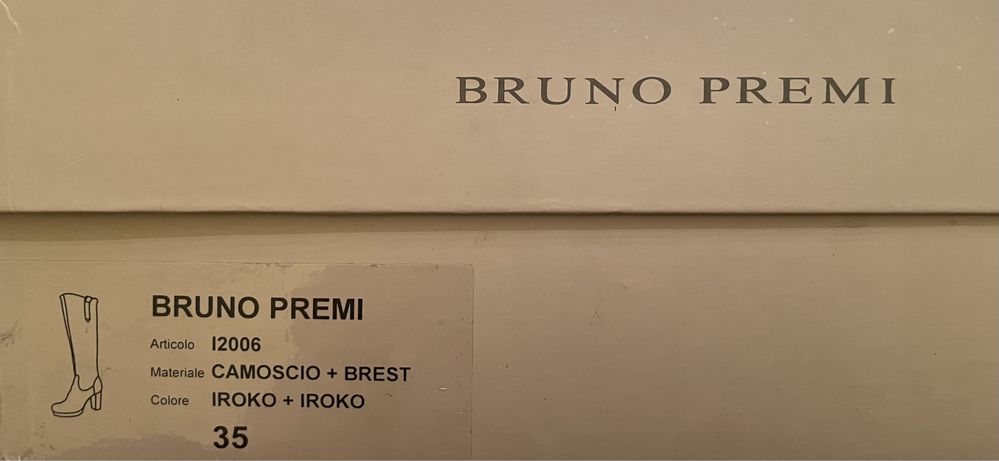 BRUNO PREMI
BRUNO PREMI
Articolo I2006
Materiale CAMOSCIO + BREST
Colore IROKO + IROKO
35